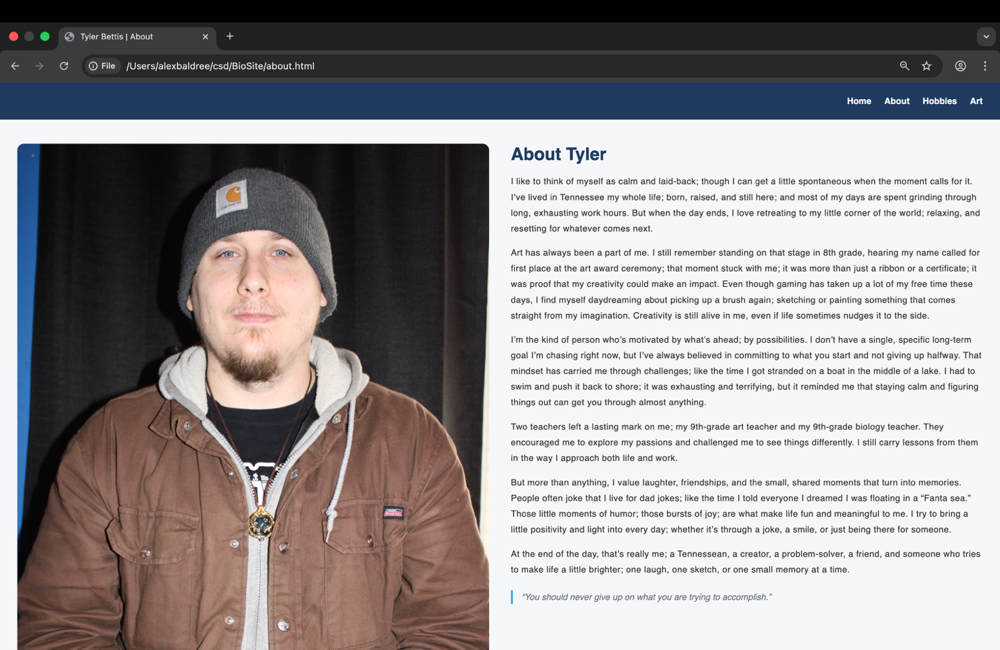 Tyler Bettis | About
File
/Users/alexbaldree/csd/BioSite/about.html
Home
About
Hobbies
Art
carhartt
About Tyler
I like to think of myself as calm and laid-back; though I can get a little spontaneous when the moment calls for it.
I’ve lived in Tennessee my whole life; born, raised, and still here; and most of my days are spent grinding through
long, exhausting work hours. But when the day ends, I love retreating to my little corner of the world; relaxing, and
resetting for whatever comes next.
Art has always been a part of me. I still remember standing on that stage in 8th grade, hearing my name called for
first place at the art award ceremony; that moment stuck with me; it was more than just a ribbon or a certificate; it
was proof that my creativity could make an impact. Even though gaming has taken up a lot of my free time these
days, I find myself daydreaming about picking up a brush again; sketching or painting something that comes
straight from my imagination. Creativity is still alive in me, even if life sometimes nudges it to the side.
I’m the kind of person who’s motivated by what’s ahead; by possibilities. I don’t have a single, specific long-term
goal I’m chasing right now, but I’ve always believed in committing to what you start and not giving up halfway. That
mindset has carried me through challenges; like the time I got stranded on a boat in the middle of a lake. I had to
swim and push it back to shore; it was exhausting and terrifying, but it reminded me that staying calm and figuring
things out can get you through almost anything.
Two teachers left a lasting mark on me; my 9th-grade art teacher and my 9th-grade biology teacher. They
encouraged me to explore my passions and challenged me to see things differently. I still carry lessons from them
in the way I approach both life and work.
But more than anything, I value laughter, friendships, and the small, shared moments that turn into memories.
People often joke that I live for dad jokes; like the time I told everyone I dreamed I was floating in a “Fanta sea.”
Those little moments of humor; those bursts of joy; are what make life fun and meaningful to me. I try to bring a
little positivity and light into every day; whether it’s through a joke, a smile, or just being there for someone.
At the end of the day, that’s really me; a Tennessean, a creator, a problem-solver, a friend, and someone who tries
to make life a little brighter; one laugh, one sketch, or one small memory at a time.
“You should never give up on what you are trying to accomplish.”